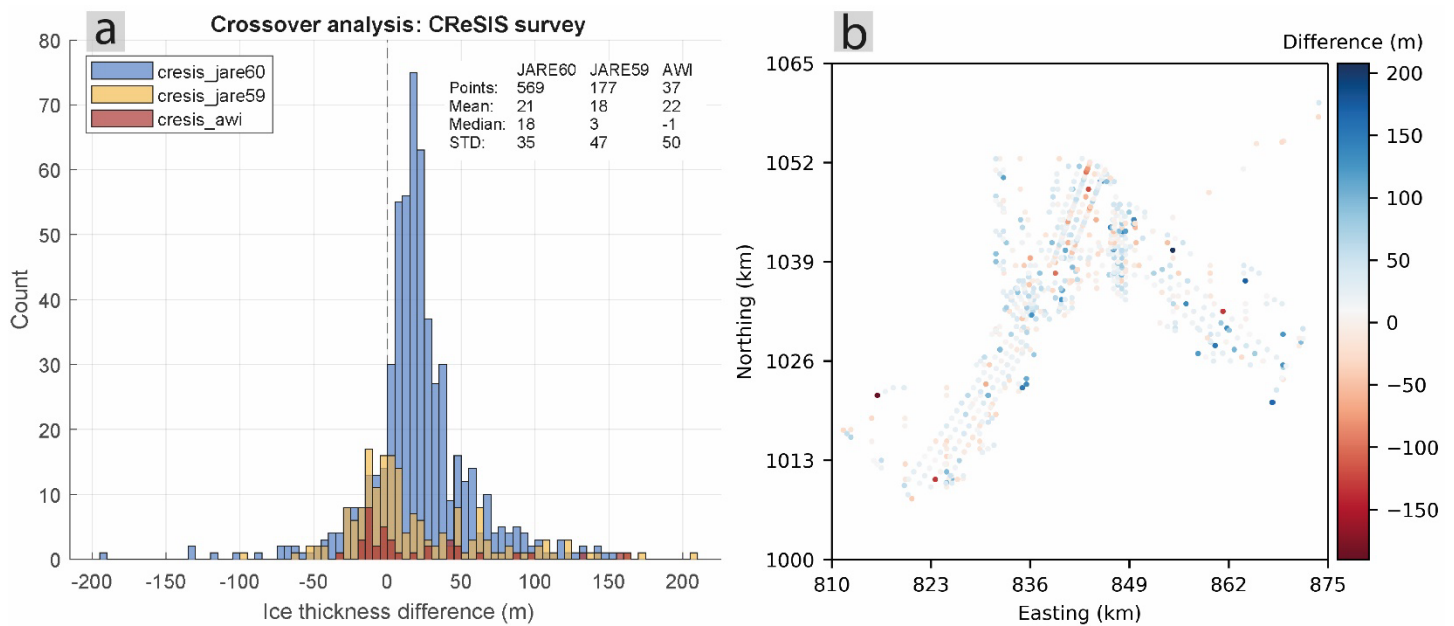 a
Crossover analysis: CReSIS survey
80
70
60
50
40
30
20
10
0
Count
cresis_jare60
cresis_jare59
cresis_awi
JARE60 JARE59 AWI
Points: 569 177 37
Mean: 21 18 22
Median: 18 3 -1
STD: 35 47 50
-200 -150 -100 -50 0 50 100 150 200
Ice thickness difference (m)
b
Difference (m)
1065
1052
1039
1026
1013
1000
Northing (km)
810 823 836 849 862 875
Easting (km)
200
150
100
50
0
−50
−100
−150